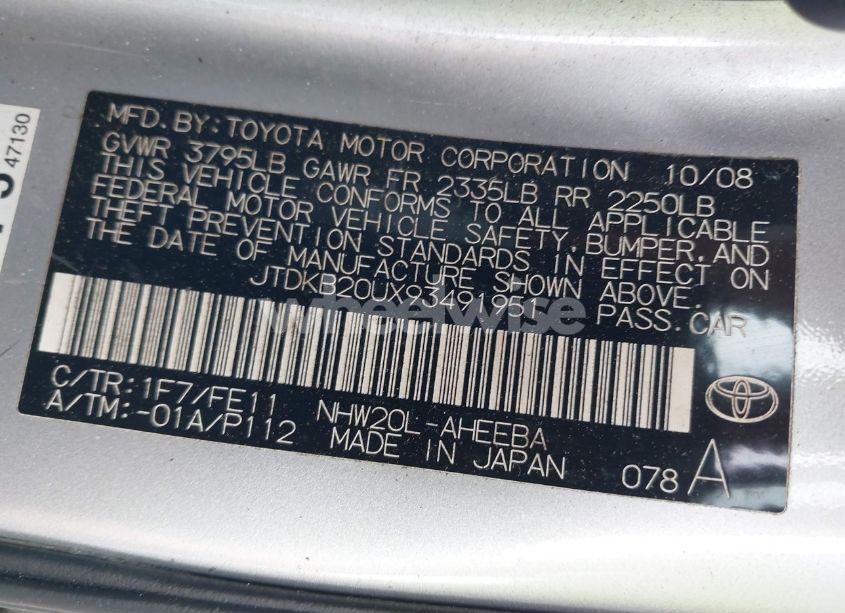 47130
MFD. BY: TOYOTA MOTOR CORPORATION 10/08
GVWR 3795LB GAWR FR 2335LB RR 2250LB
THIS VEHICLE CONFORMS TO ALL APPLICABLE
FEDERAL MOTOR VEHICLE SAFETY, BUMPER, AND
THEFT PREVENTION STANDARDS IN EFFECT ON
THE DATE OF MANUFACTURE SHOWN ABOVE.
JTDKB20UX93491951 PASS. CAR
wheelwise
C/TR: 1F7/FE11 NHW20L-AHEEBA
A/TM: -01A/P112 MADE IN JAPAN 078 A